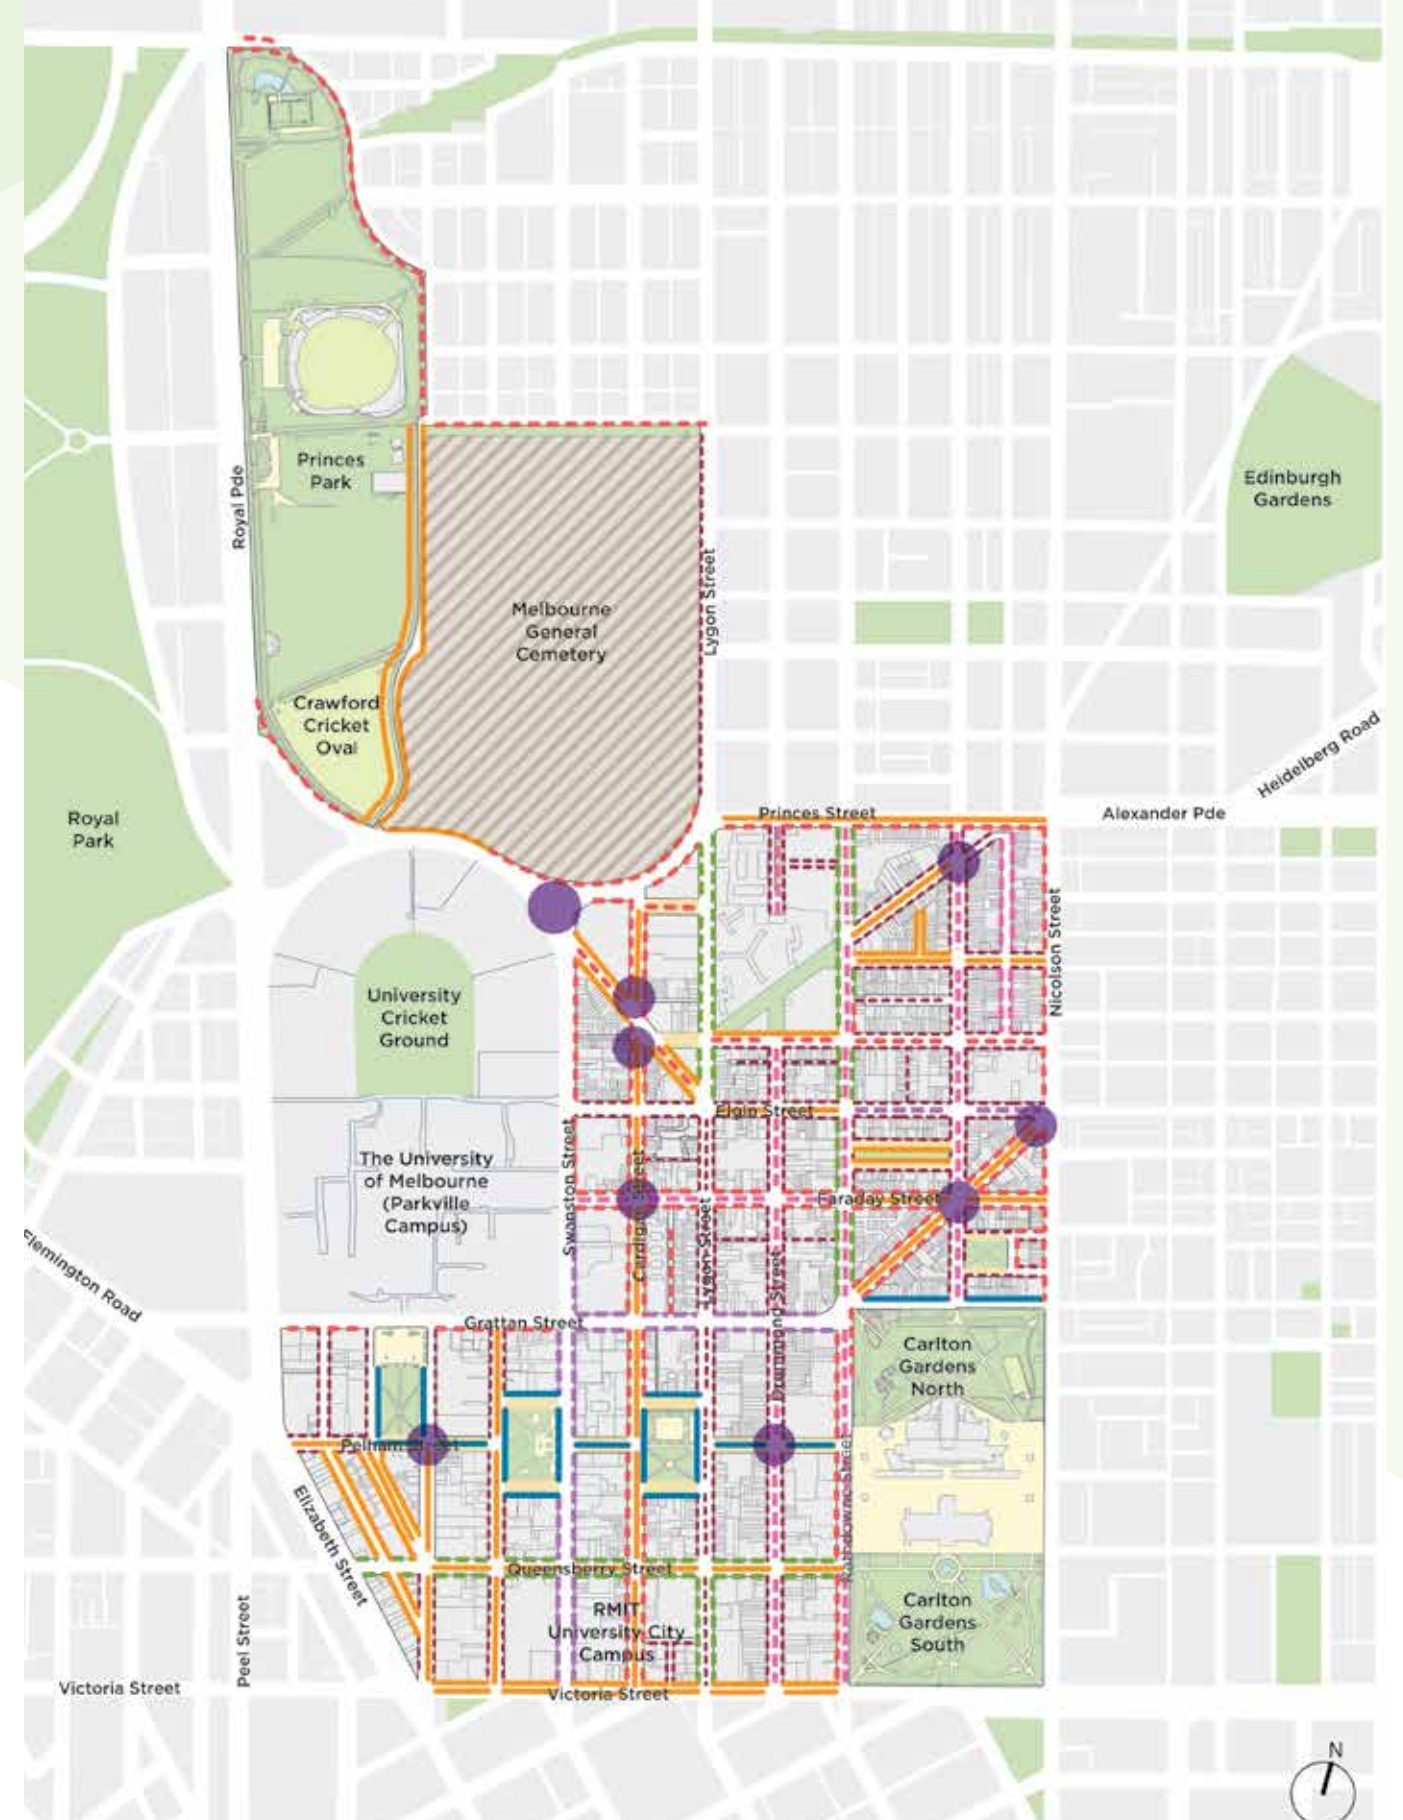 Princes
Park
Royal Pde
Edinburgh
Gardens
Melbourne
General
Cemetery
Lygon Street
Crawford
Cricket
Oval
Heidelberg Road
Royal
Park
Princes Street
Alexander Pde
Nicolson Street
University
Cricket
Ground
Elgin Street
The University
of Melbourne
(Parkville
Campus)
Swanston Street
Cardigan Street
Faraday Street
Lygon Street
Drummond Street
Flemington Road
Grattan Street
Carlton
Gardens
North
Pelham Street
Rathdowne Street
Elizabeth Street
Queensberry Street
RMIT
University City
Campus
Carlton
Gardens
South
Peel Street
Victoria Street
Victoria Street
N